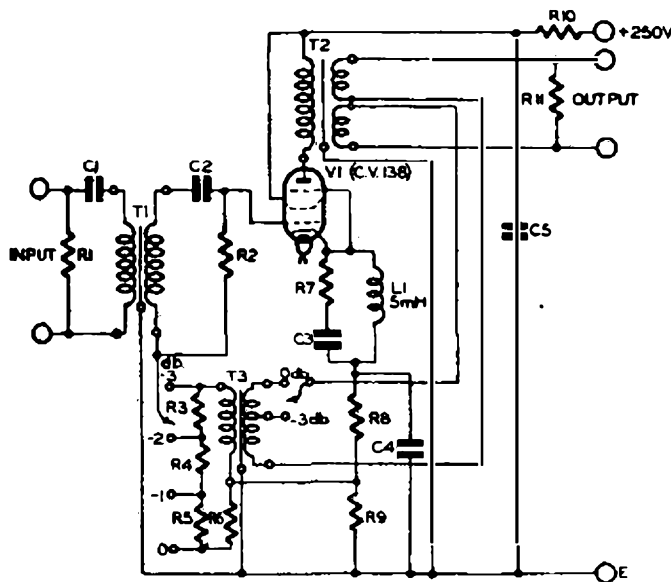 R10
+250V
T2
R11
OUTPUT
C1
C2
V1 (C.V. 138)
T1
INPUT
R1
R2
C5
R7
L1
5mH
C3
db.
-3
T3
0db
R3
-3db
R8
-2
C4
R4
-1
R5
R6
R9
0
E